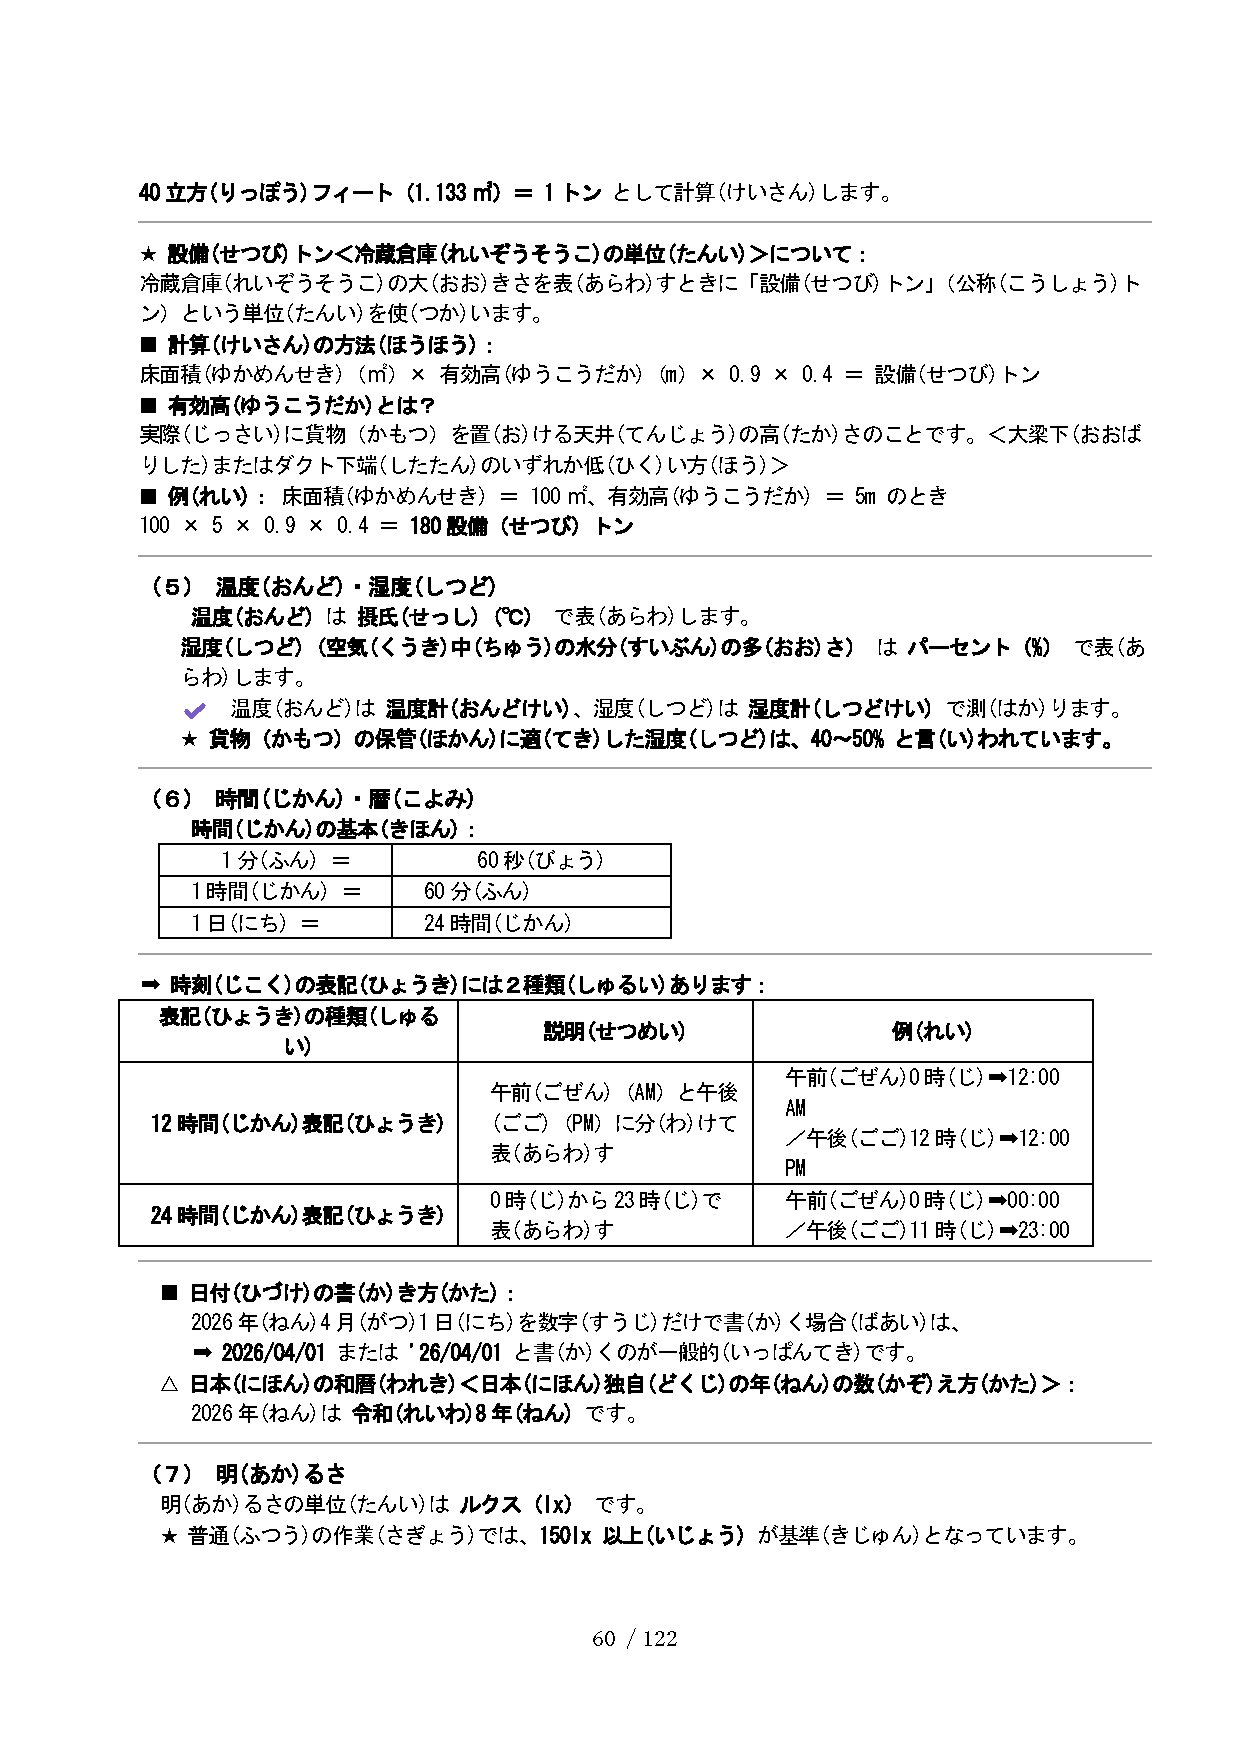 40立方(りっぽう)フィート (1.133㎥) ＝ 1トン として計算(けいさん)します。
★ 設備(せつび)トン＜冷蔵倉庫(れいぞうそうこ)の単位(たんい)＞について：
冷蔵倉庫(れいぞうそうこ)の大(おお)きさを表(あらわ)すときに「設備(せつび)トン」(公称(こうしょう)ト
ン) という単位(たんい)を使(つか)います。
■ 計算(けいさん)の方法(ほうほう)：
床面積(ゆかめんせき) (㎡) × 有効高(ゆうこうだか) (m) × 0.9 × 0.4 ＝ 設備(せつび)トン
■ 有効高(ゆうこうだか)とは？
実際(じっさい)に貨物 (かもつ) を置(お)ける天井(てんじょう)の高(たか)さのことです。＜大梁下(おおば
りした)またはダクト下端(したたん)のいずれか低(ひく)い方(ほう)＞
■ 例(れい)： 床面積(ゆかめんせき) ＝ 100㎡、有効高(ゆうこうだか) ＝ 5m のとき
100 × 5 × 0.9 × 0.4 ＝ 180設備 (せつび) トン
(５) 温度(おんど)・湿度(しつど)
温度(おんど) は 摂氏(せっし) (℃) で表(あらわ)します。
湿度(しつど) (空気(くうき)中(ちゅう)の水分(すいぶん)の多(おお)さ) は パーセント (%) で表(あ
らわ)します。
✔ 温度(おんど)は 温度計(おんどけい)、湿度(しつど)は 湿度計(しつどけい) で測(はか)ります。
★ 貨物 (かもつ) の保管(ほかん)に適(てき)した湿度(しつど)は、40～50% と言(い)われています。
(６) 時間(じかん)・暦(こよみ)
時間(じかん)の基本(きほん)：
1分(ふん) ＝ 60秒(びょう)
1時間(じかん) ＝ 60分(ふん)
1日(にち) ＝ 24時間(じかん)
➡ 時刻(じこく)の表記(ひょうき)には２種類(しゅるい)あります：
表記(ひょうき)の種類(しゅる
い)
説明(せつめい)
例(れい)
12時間(じかん)表記(ひょうき)
午前(ごぜん) (AM) と午後
(ごご) (PM) に分(わ)けて
表(あらわ)す
午前(ごぜん)0時(じ)➡12:00
AM
／午後(ごご)12時(じ)➡12:00
PM
24時間(じかん)表記(ひょうき)
0時(じ)から23時(じ)で
表(あらわ)す
午前(ごぜん)0時(じ)➡00:00
／午後(ごご)11時(じ)➡23:00
■ 日付(ひづけ)の書(か)き方(かた)：
2026年(ねん)4月(がつ)1日(にち)を数字(すうじ)だけで書(か)く場合(ばあい)は、
➡ 2026/04/01 または '26/04/01 と書(か)くのが一般的(いっぱんてき)です。
△ 日本(にほん)の和暦(われき)＜日本(にほん)独自(どくじ)の年(ねん)の数(かぞ)え方(かた)＞：
2026年(ねん)は 令和(れいわ)8年(ねん) です。
(７) 明(あか)るさ
明(あか)るさの単位(たんい)は ルクス (lx) です。
★ 普通(ふつう)の作業(さぎょう)では、150lx 以上(いじょう) が基準(きじゅん)となっています。
60 / 122